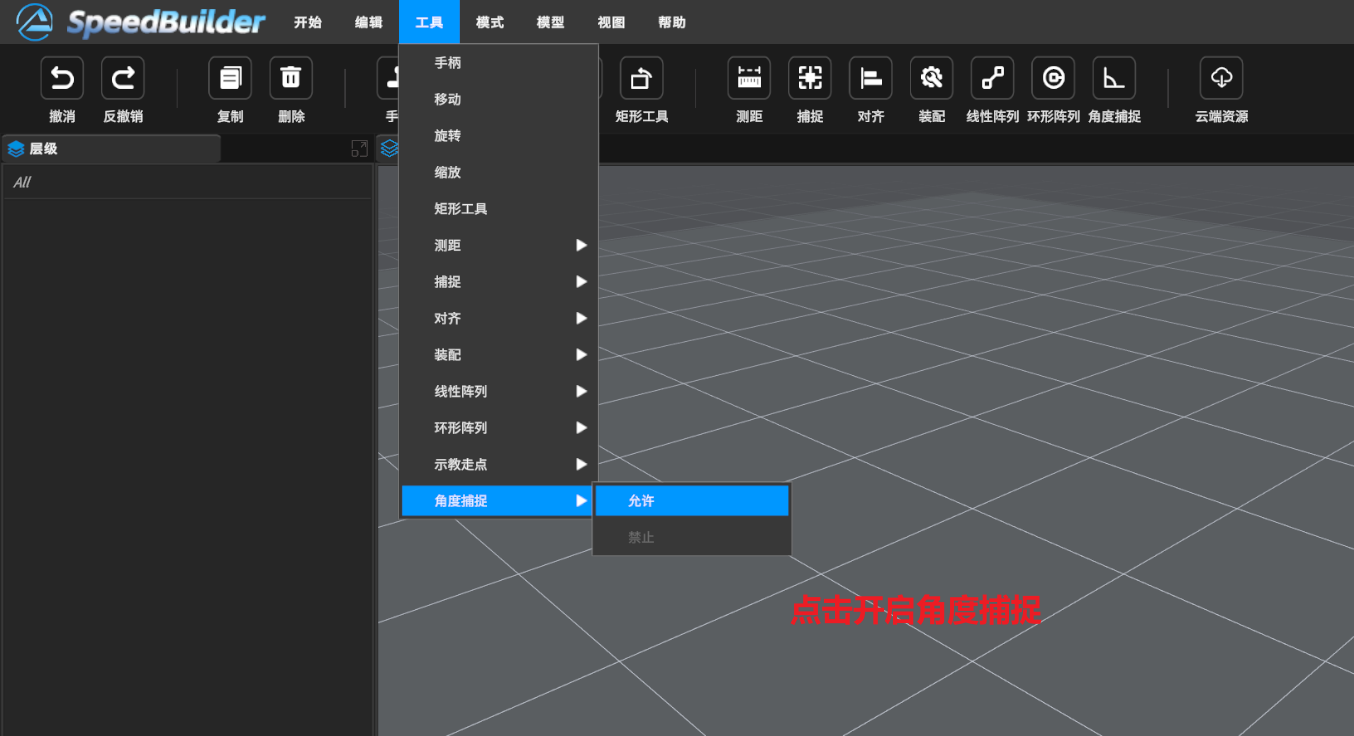 SpeedBuilder 开始 编辑 工具 模式 模型 视图 帮助
撤消 反撤销 复制 删除 手 矩形工具 测距 捕捉 对齐 装配 线性阵列 环形阵列 角度捕捉 云端资源
层级
All
手柄
移动
旋转
缩放
矩形工具
测距
捕捉
对齐
装配
线性阵列
环形阵列
示教走点
角度捕捉 允许
禁止
点击开启角度捕捉